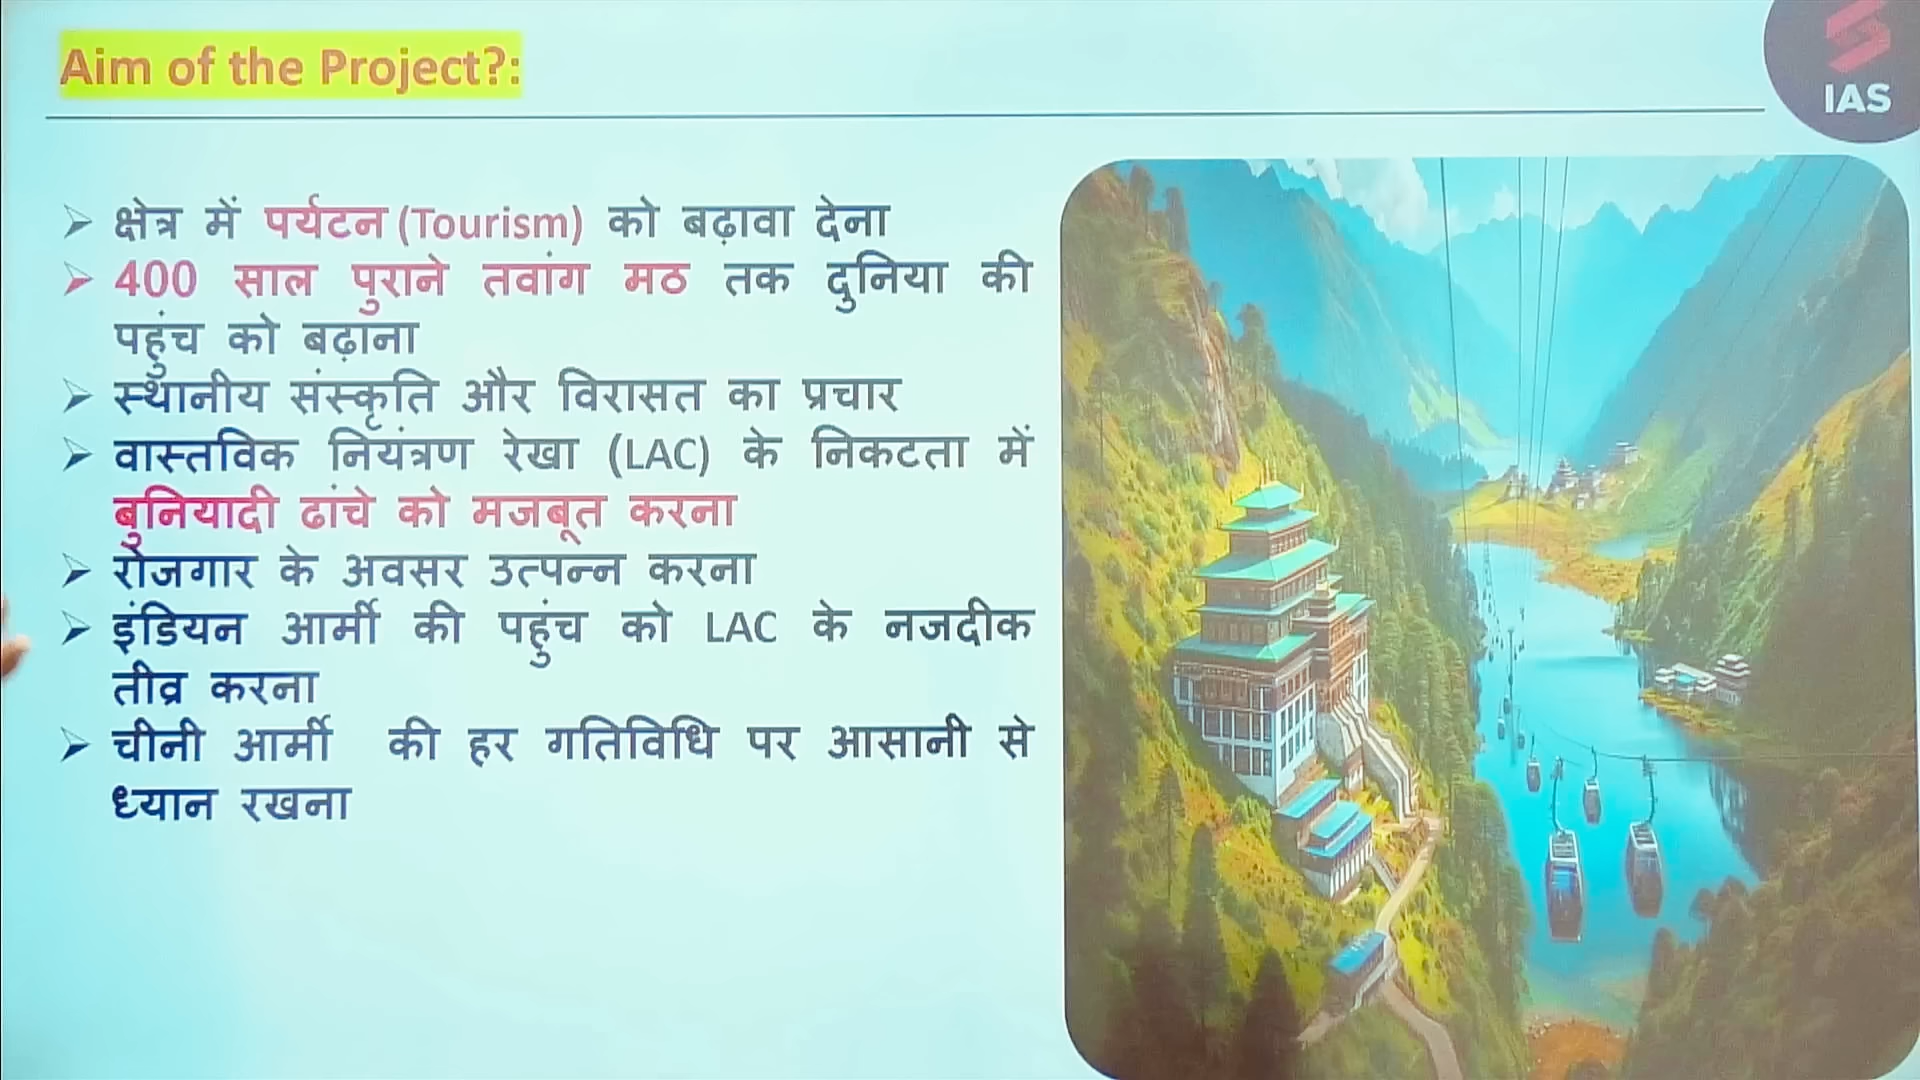 Aim of the Project?:
IAS
क्षेत्र में पर्यटन (Tourism) को बढ़ावा देना
400 साल पुराने तवांग मठ तक दुनिया की
पहुंच को बढ़ाना
स्थानीय संस्कृति और विरासत का प्रचार
वास्तविक नियंत्रण रेखा (LAC) के निकटता में
बुनियादी ढांचे को मजबूत करना
रोजगार के अवसर उत्पन्न करना
इंडियन आर्मी की पहुंच को LAC के नजदीक
तीव्र करना
चीनी आर्मी की हर गतिविधि पर आसानी से
ध्यान रखना